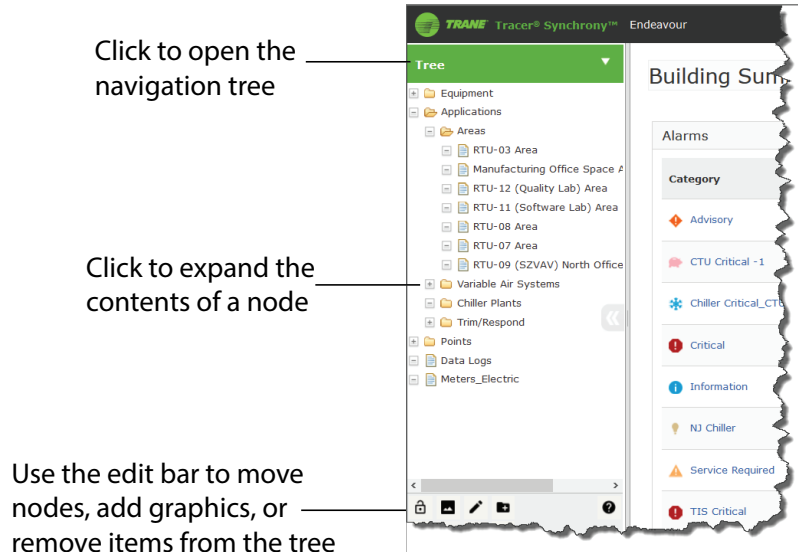 TRANE Tracer® Synchrony™ Endeavour
Click to open the
navigation tree
Tree
Building Sum
Equipment
Applications
Areas
RTU-03 Area
Manufacturing Office Space A
RTU-12 (Quality Lab) Area
RTU-11 (Software Lab) Area
RTU-08 Area
RTU-07 Area
RTU-09 (SZVAV) North Office
Click to expand the
contents of a node
Variable Air Systems
Chiller Plants
Trim/Respond
Points
Data Logs
Meters_Electric
Alarms
Category
Advisory
CTU Critical -1
Chiller Critical_CTU
Critical
Information
NJ Chiller
Service Required
TIS Critical
Use the edit bar to move
nodes, add graphics, or
remove items from the tree